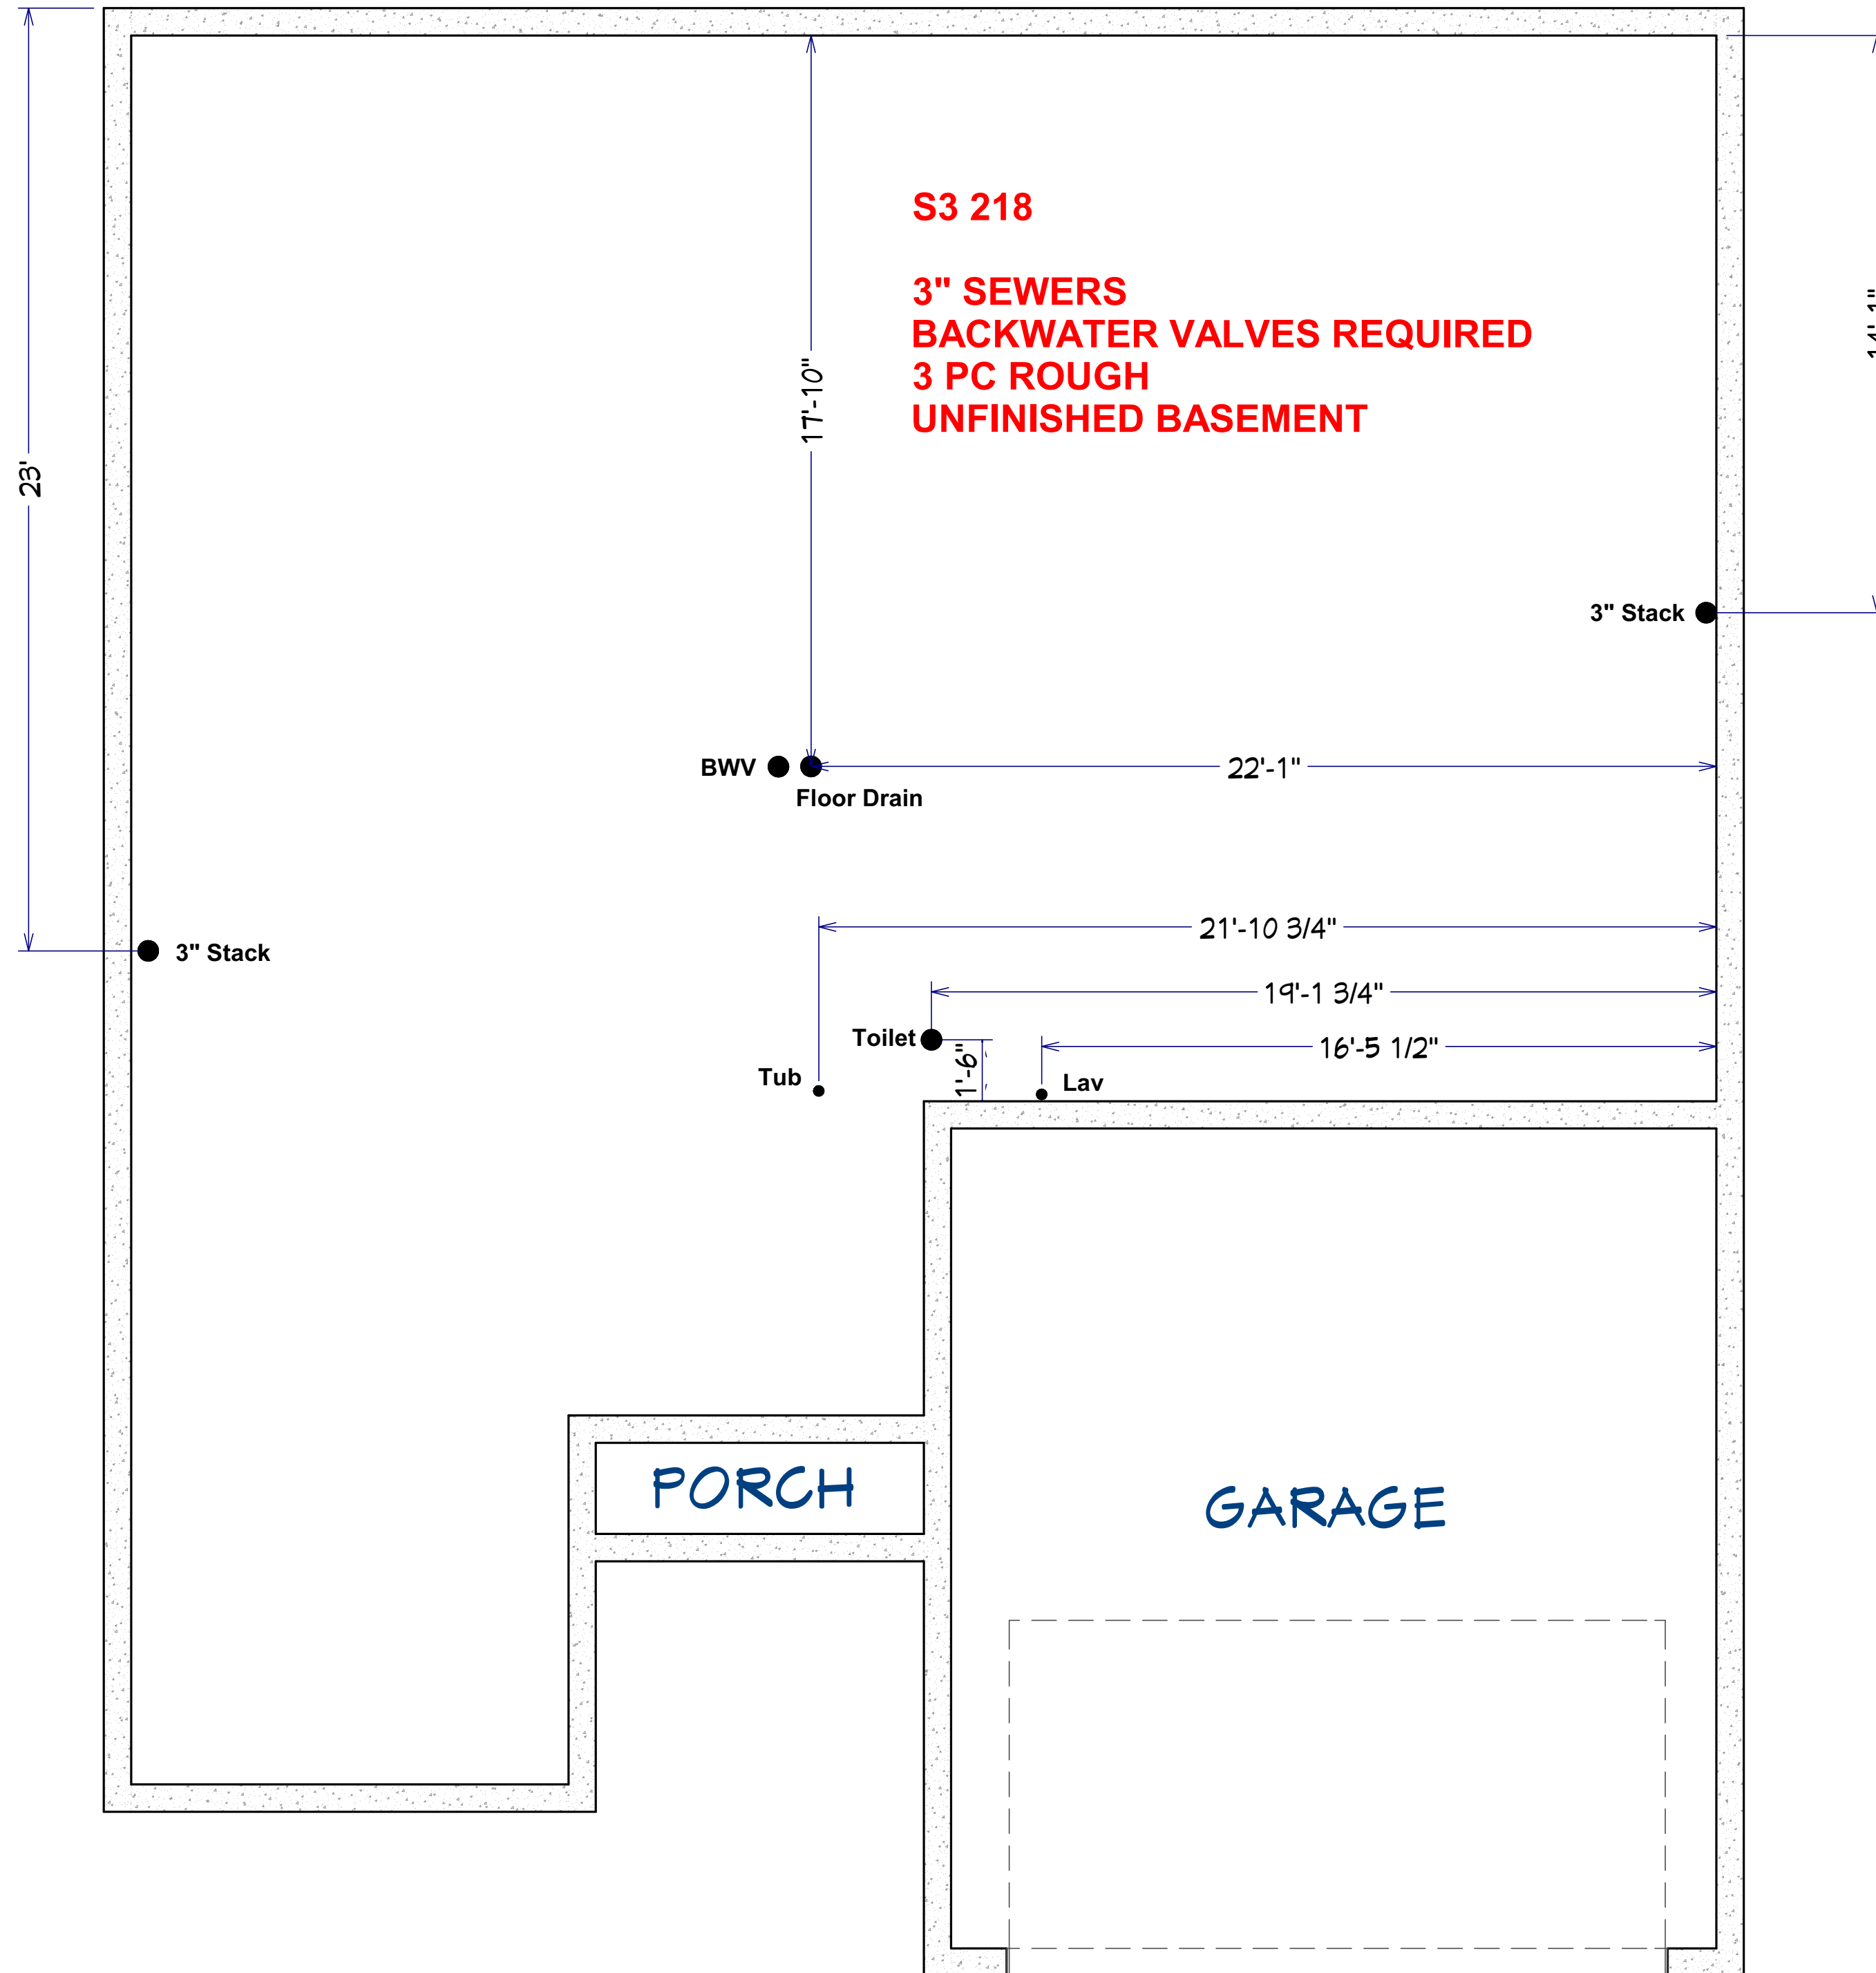 S3 218
3" SEWERS
BACKWATER VALVES REQUIRED
3 PC ROUGH
UNFINISHED BASEMENT
14'-1"
17'-10"
23'
3" Stack
BWV
22'-1"
Floor Drain
21'-10 3/4"
3" Stack
19'-1 3/4"
Toilet
16'-5 1/2"
1'-6"
Tub
Lav
PORCH
GARAGE